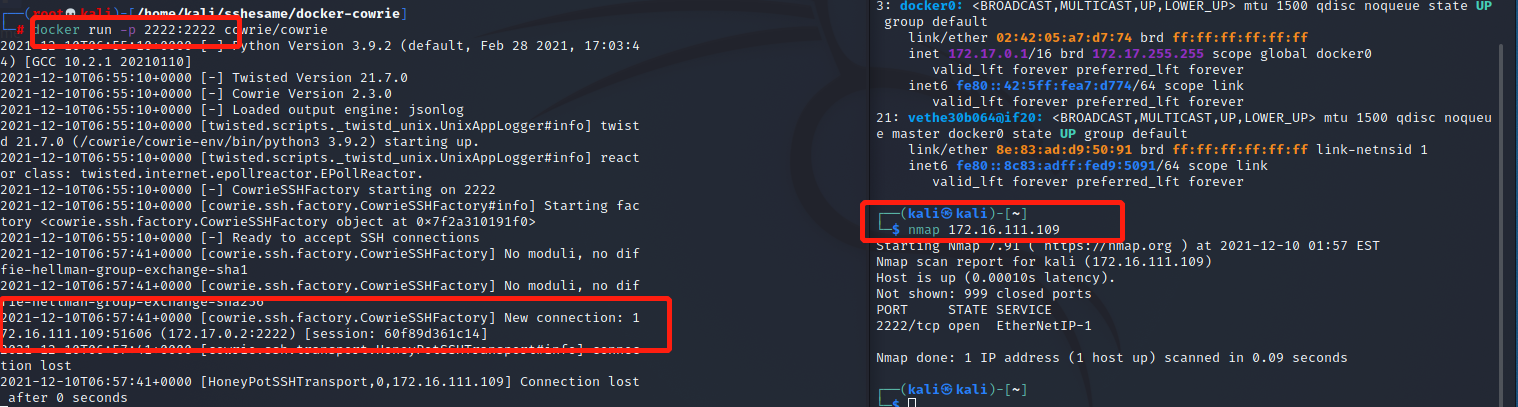 (root💀kali)-[/home/kali/sshesame/docker-cowrie]
# docker run -p 2222:2222 cowrie/cowrie
2021-12-10T06:55:10+0000 [-] Python Version 3.9.2 (default, Feb 28 2021, 17:03:4
4) [GCC 10.2.1 20210110]
2021-12-10T06:55:10+0000 [-] Twisted Version 21.7.0
2021-12-10T06:55:10+0000 [-] Cowrie Version 2.3.0
2021-12-10T06:55:10+0000 [-] Loaded output engine: jsonlog
2021-12-10T06:55:10+0000 [twisted.scripts._twistd_unix.UnixAppLogger#info] twist
d 21.7.0 (/cowrie/cowrie-env/bin/python3 3.9.2) starting up.
2021-12-10T06:55:10+0000 [twisted.scripts._twistd_unix.UnixAppLogger#info] react
or class: twisted.internet.epollreactor.EPollReactor.
2021-12-10T06:55:10+0000 [-] CowrieSSHFactory starting on 2222
2021-12-10T06:55:10+0000 [cowrie.ssh.factory.CowrieSSHFactory#info] Starting fac
tory <cowrie.ssh.factory.CowrieSSHFactory object at 0×7f2a310191f0>
2021-12-10T06:55:10+0000 [-] Ready to accept SSH connections
2021-12-10T06:57:41+0000 [cowrie.ssh.factory.CowrieSSHFactory] No moduli, no dif
fie-hellman-group-exchange-sha1
2021-12-10T06:57:41+0000 [cowrie.ssh.factory.CowrieSSHFactory] No moduli, no dif
fie-hellman-group-exchange-sha256
2021-12-10T06:57:41+0000 [cowrie.ssh.factory.CowrieSSHFactory] New connection: 1
72.16.111.109:51606 (172.17.0.2:2222) [session: 60f89d361c14]
2021-12-10T06:57:41+0000 [cowrie.ssh.transport.HoneyPotSSHTransport#info] connec
tion lost
2021-12-10T06:57:41+0000 [HoneyPotSSHTransport,0,172.16.111.109] Connection lost
after 0 seconds
3: docker0: <BROADCAST,MULTICAST,UP,LOWER_UP> mtu 1500 qdisc noqueue state UP
group default
link/ether 02:42:05:a7:d7:74 brd ff:ff:ff:ff:ff:ff
inet 172.17.0.1/16 brd 172.17.255.255 scope global docker0
valid_lft forever preferred_lft forever
inet6 fe80::42:5ff:fea7:d774/64 scope link
valid_lft forever preferred_lft forever
21: vethe30b064@if20: <BROADCAST,MULTICAST,UP,LOWER_UP> mtu 1500 qdisc noqueu
e master docker0 state UP group default
link/ether 8e:83:ad:d9:50:91 brd ff:ff:ff:ff:ff:ff link-netnsid 1
inet6 fe80::8c83:adff:fed9:5091/64 scope link
valid_lft forever preferred_lft forever
(kali㉿kali)-[~]
$ nmap 172.16.111.109
Starting Nmap 7.91 ( https://nmap.org ) at 2021-12-10 01:57 EST
Nmap scan report for kali (172.16.111.109)
Host is up (0.00010s latency).
Not shown: 999 closed ports
PORT STATE SERVICE
2222/tcp open EtherNetIP-1
Nmap done: 1 IP address (1 host up) scanned in 0.09 seconds
(kali㉿kali)-[~]
$